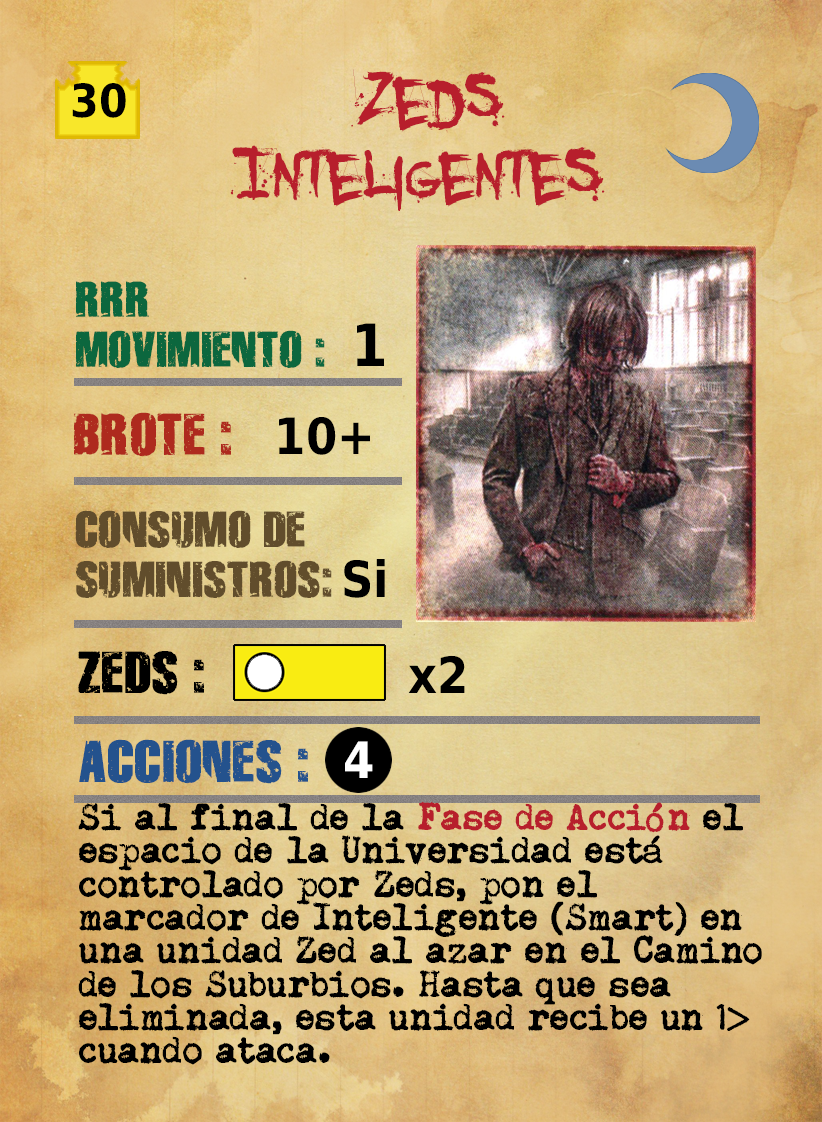 30
ZEDS
INTELIGENTES
RRR
MOVIMIENTO : 1
BROTE : 10+
CONSUMO DE
SUMINISTROS: Si
ZEDS : x2
ACCIONES : 4
Si al final de la Fase de Acción el
espacio de la Universidad está
controlado por Zeds, pon el
marcador de Inteligente (Smart) en
una unidad Zed al azar en el Camino
de los Suburbios. Hasta que sea
eliminada, esta unidad recibe un 1>
cuando ataca.